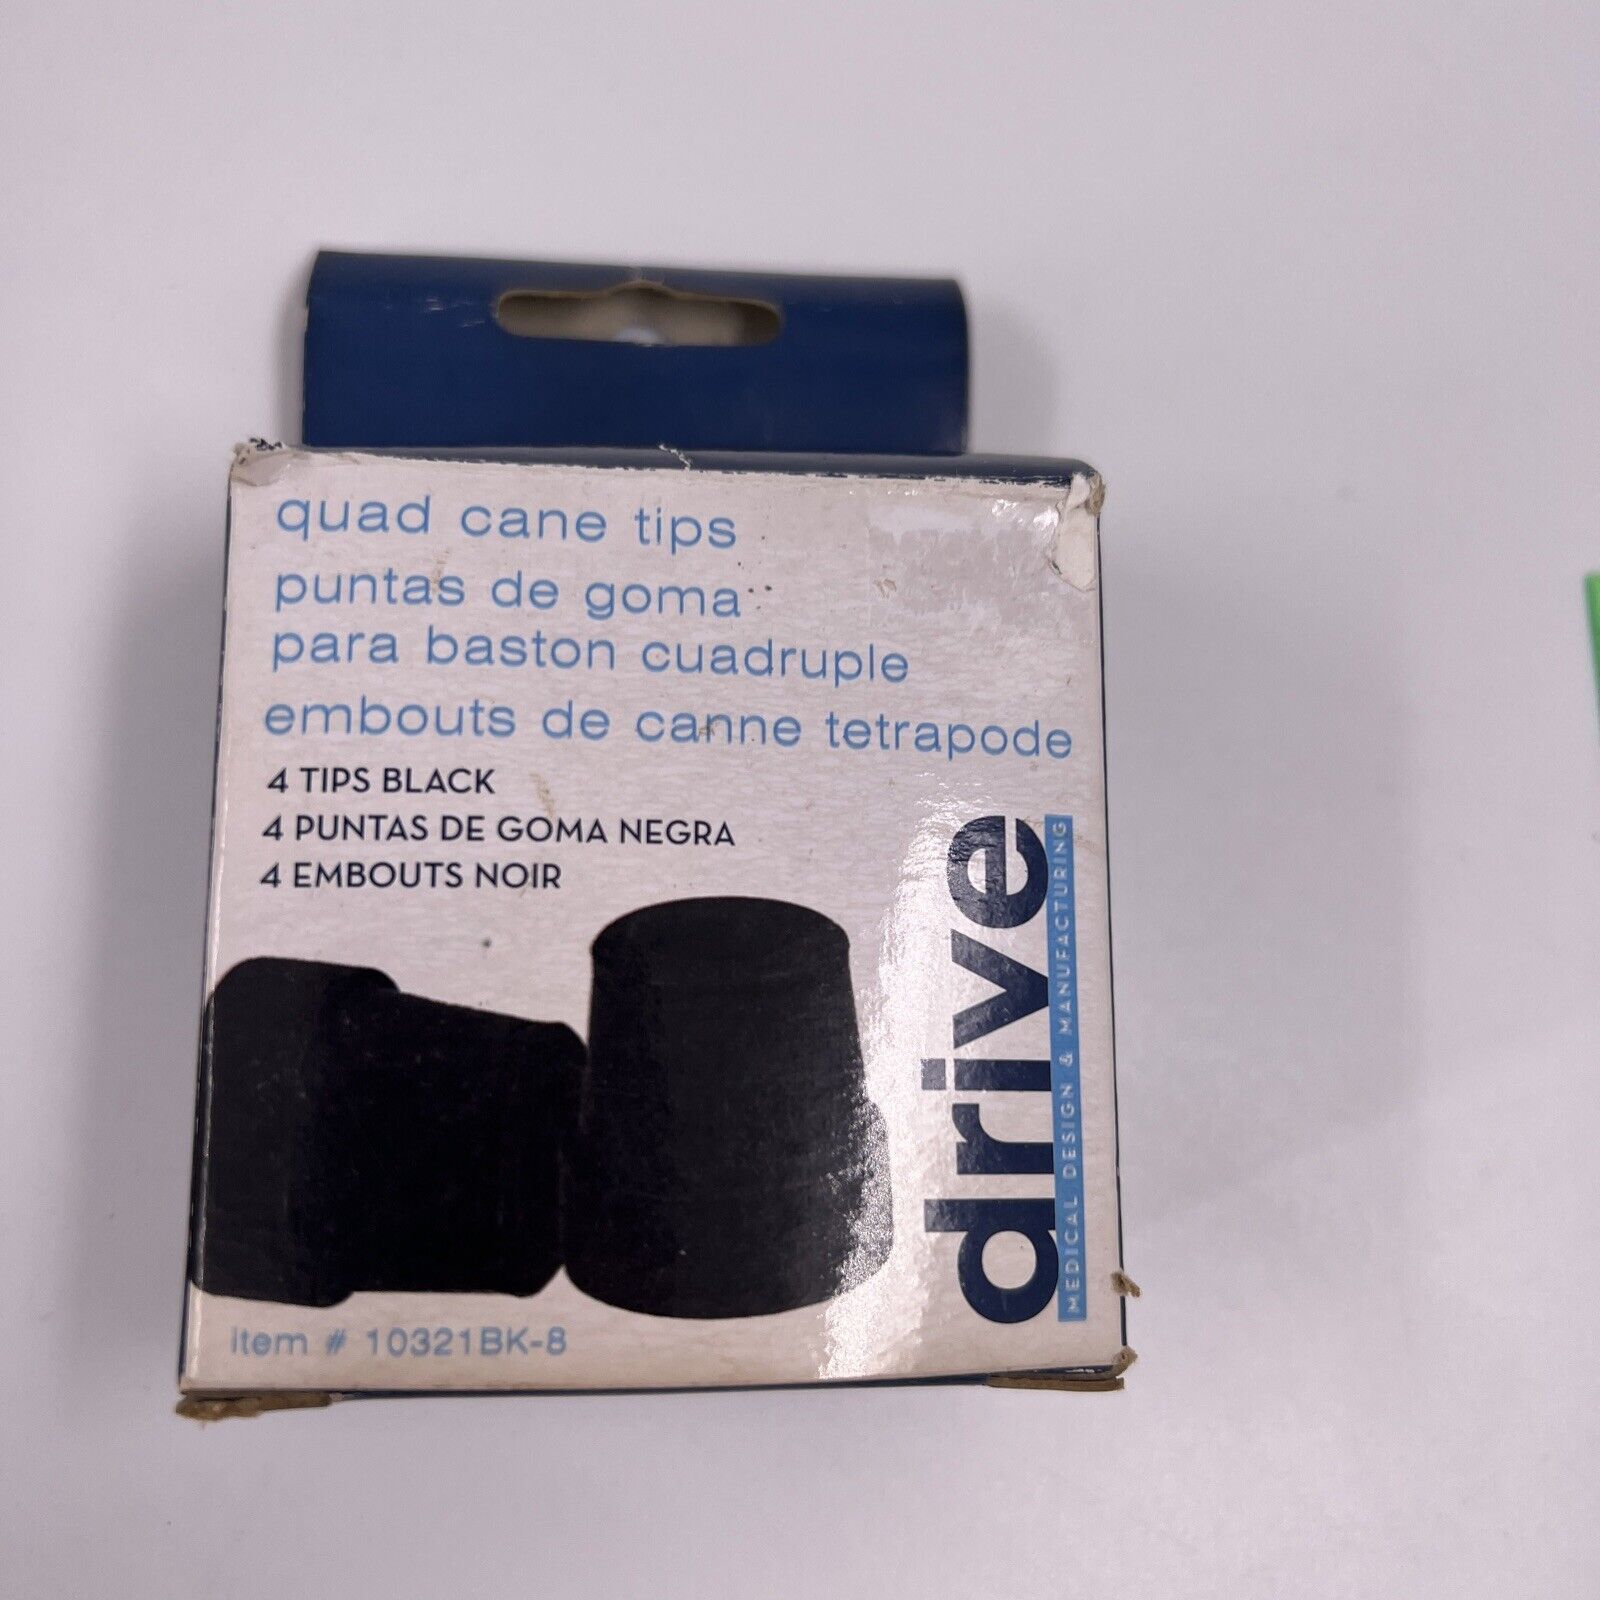 quad cane tips
puntas de goma
para baston cuadruple
embouts de canne tetrapode
4 TIPS BLACK
4 PUNTAS DE GOMA NEGRA
4 EMBOUTS NOIR
drive
MEDICAL DESIGN & MANUFACTURING
item # 10321BK-8